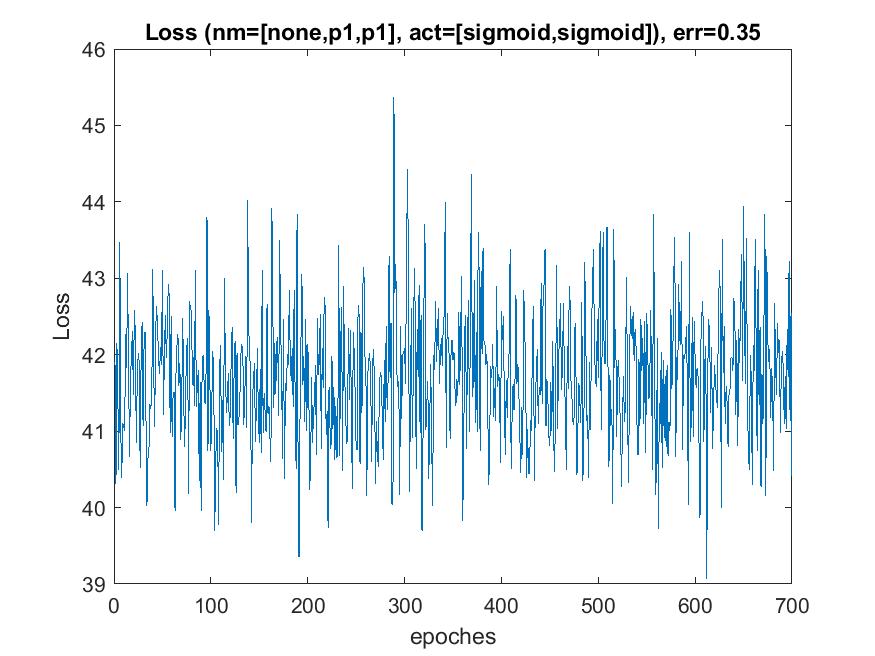 Loss (nm=[none,p1,p1], act=[sigmoid,sigmoid]), err=0.35
46
45
44
43
42
41
40
39
Loss
0 100 200 300 400 500 600 700
epoches